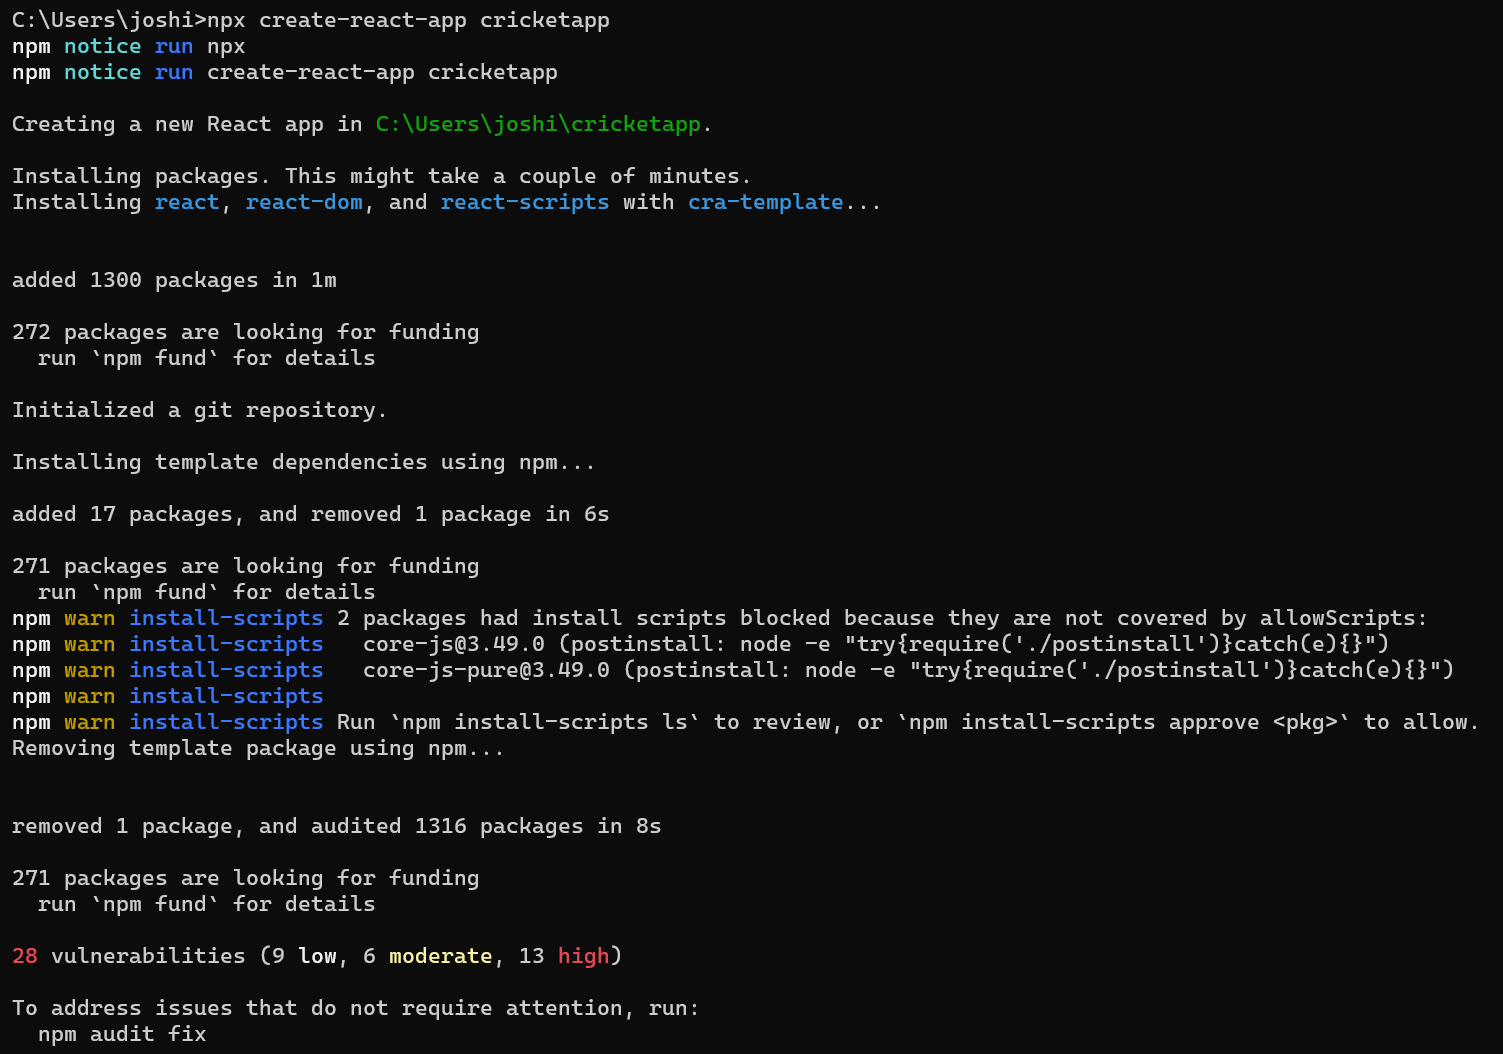 C:\Users\joshi>npx create-react-app cricketapp
npm notice run npx
npm notice run create-react-app cricketapp
Creating a new React app in C:\Users\joshi\cricketapp.
Installing packages. This might take a couple of minutes.
Installing react, react-dom, and react-scripts with cra-template...
added 1300 packages in 1m
272 packages are looking for funding
  run `npm fund` for details
Initialized a git repository.
Installing template dependencies using npm...
added 17 packages, and removed 1 package in 6s
271 packages are looking for funding
  run `npm fund` for details
npm warn install-scripts 2 packages had install scripts blocked because they are not covered by allowScripts:
npm warn install-scripts   core-js@3.49.0 (postinstall: node -e "try{require('./postinstall')}catch(e){}")
npm warn install-scripts   core-js-pure@3.49.0 (postinstall: node -e "try{require('./postinstall')}catch(e){}")
npm warn install-scripts
npm warn install-scripts Run `npm install-scripts ls` to review, or `npm install-scripts approve <pkg>` to allow.
Removing template package using npm...
removed 1 package, and audited 1316 packages in 8s
271 packages are looking for funding
  run `npm fund` for details
28 vulnerabilities (9 low, 6 moderate, 13 high)
To address issues that do not require attention, run:
  npm audit fix